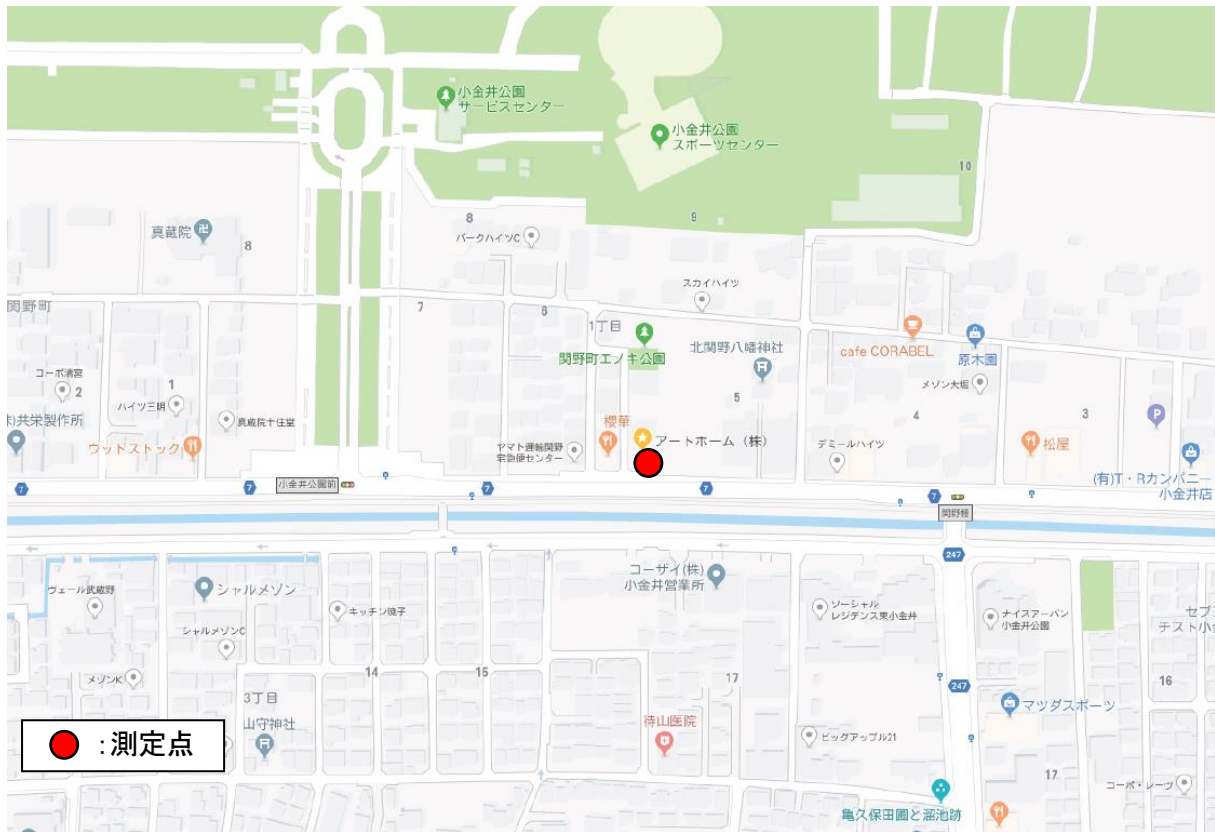 小金井公園
サービスセンター
小金井公園
スポーツセンター
10
真蔵院
8
8
パークハイツC
9
関野町
7
6
スカイハイツ
1丁目
関野町エノキ公園
北関野八幡神社
cafe CORABEL
原木園
コーポ清宮
2
1
ハイツ三明
5
メゾン大堀
4
3
P
共栄製作所
真蔵院十住堂
ウッドストック
櫻華
アートホーム（株）
ヤマト運輸関野
宅急便センター
デミールハイツ
松屋
(有)T・Rカンパニー
小金井店
7
7
小金井公園前
7
7
7
関野橋
247
ヴェール武蔵野
シャルメゾン
キッチン暁子
コーザイ(株)
小金井営業所
ソーシャル
レジデンス東小金井
ナイスアーバン
小金井公園
セブ
テスト小
シャルメゾンC
メゾンK
14
15
17
247
16
3丁目
山守神社
待山医院
マツダスポーツ
ビッグアップル21
：測定点
17
コーポ・レーヴ
亀久保田圃と溜池跡